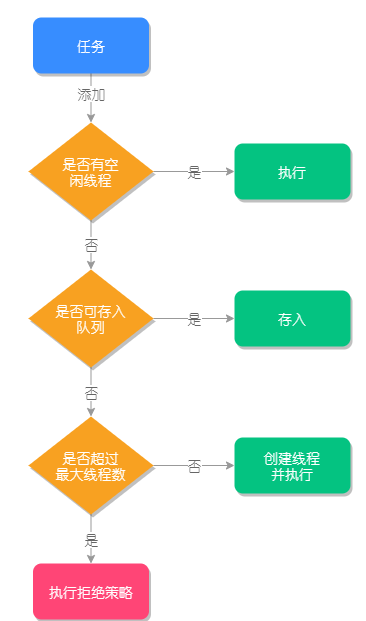 任务
添加
是否有空
闲线程
是
执行
否
是否可存入
队列
是
存入
否
是否超过
最大线程数
否
创建线程
并执行
是
执行拒绝策略